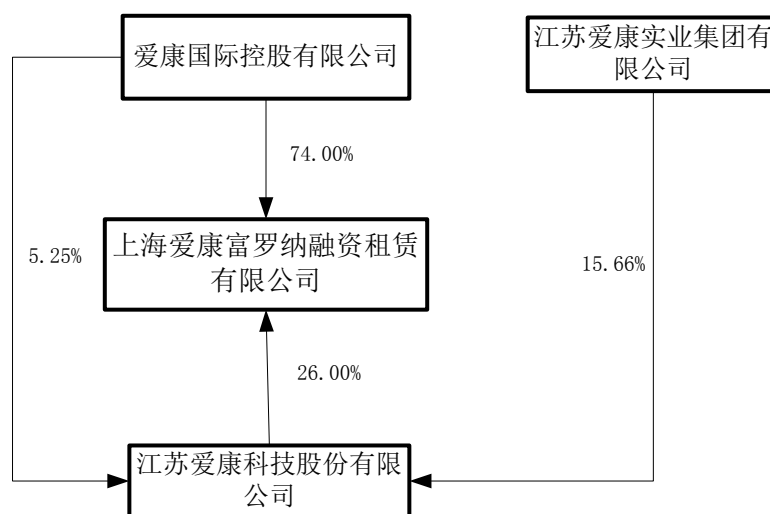 爱康国际控股有限公司
江苏爱康实业集团有
限公司
74.00%
上海爱康富罗纳融资租赁
有限公司
5.25%
15.66%
26.00%
江苏爱康科技股份有限
公司